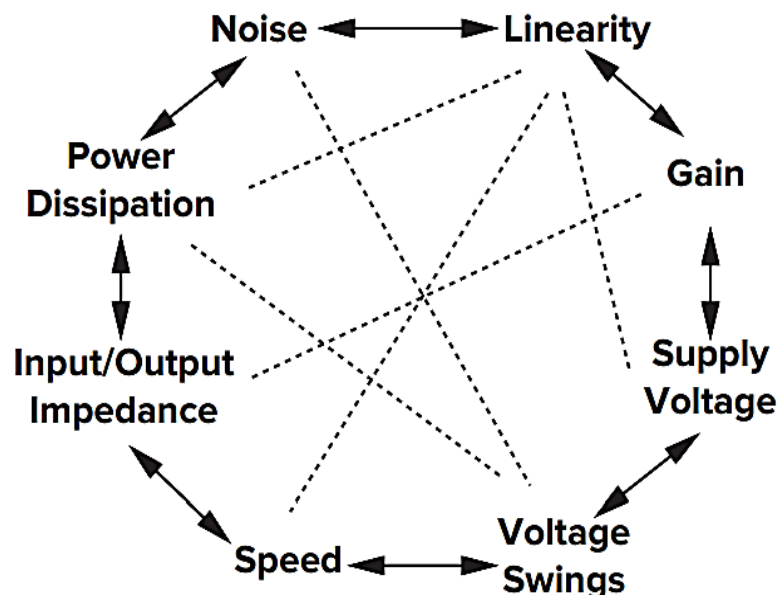 Noise
Linearity
Power
Dissipation
Gain
Input/Output
Impedance
Supply
Voltage
Speed
Voltage
Swings